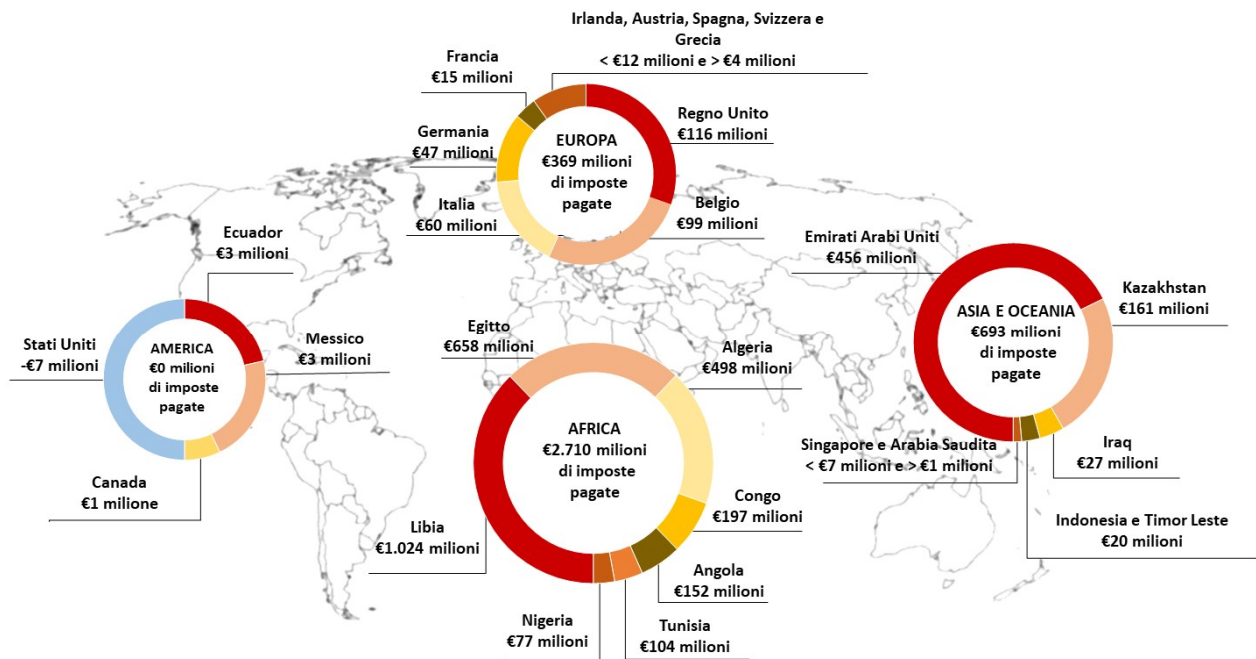 Irlanda, Austria, Spagna, Svizzera e
Grecia
< €12 milioni e > €4 milioni
Francia
€15 milioni
Regno Unito
€116 milioni
Germania
€47 milioni
EUROPA
€369 milioni
di imposte
pagate
Italia
€60 milioni
Belgio
€99 milioni
Ecuador
€3 milioni
Stati Uniti
-€7 milioni
AMERICA
€0 milioni
di imposte
pagate
Messico
€3 milioni
Canada
€1 milione
Egitto
€658 milioni
Algeria
€498 milioni
AFRICA
€2.710 milioni
di imposte
pagate
Libia
€1.024 milioni
Congo
€197 milioni
Angola
€152 milioni
Nigeria
€77 milioni
Tunisia
€104 milioni
Emirati Arabi Uniti
€456 milioni
Kazakhstan
€161 milioni
ASIA E OCEANIA
€693 milioni
di imposte
pagate
Singapore e Arabia Saudita
< €7 milioni e > €1 milioni
Iraq
€27 milioni
Indonesia e Timor Leste
€20 milioni